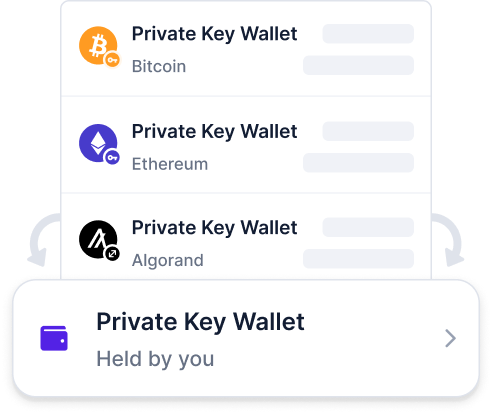 Private Key Wallet
Bitcoin
Private Key Wallet
Ethereum
Private Key Wallet
Algorand
Private Key Wallet
Held by you